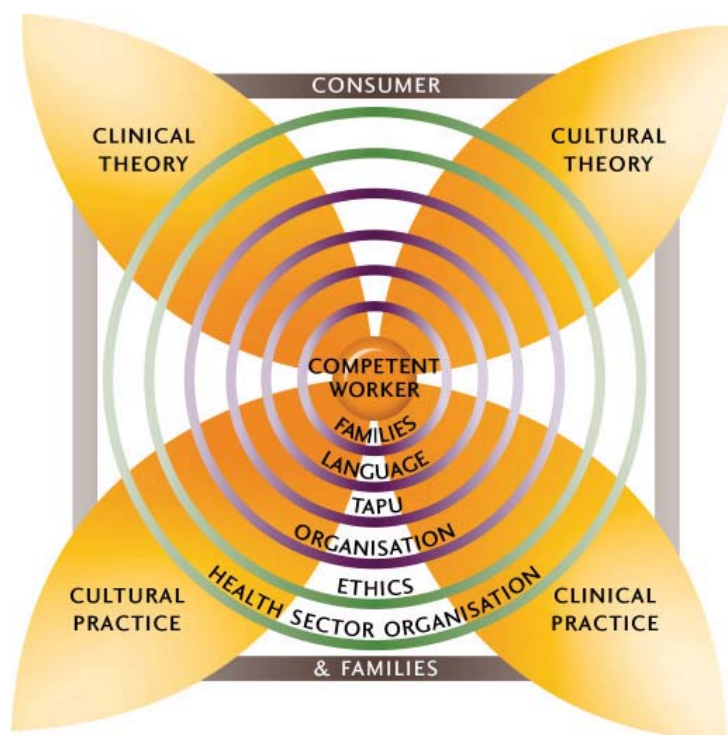 CONSUMER
CLINICAL
THEORY
CULTURAL
THEORY
COMPETENT
WORKER
FAMILIES
LANGUAGE
TAPU
ORGANISATION
ETHICS
HEALTH SECTOR ORGANISATION
CULTURAL
PRACTICE
CLINICAL
PRACTICE
& FAMILIES